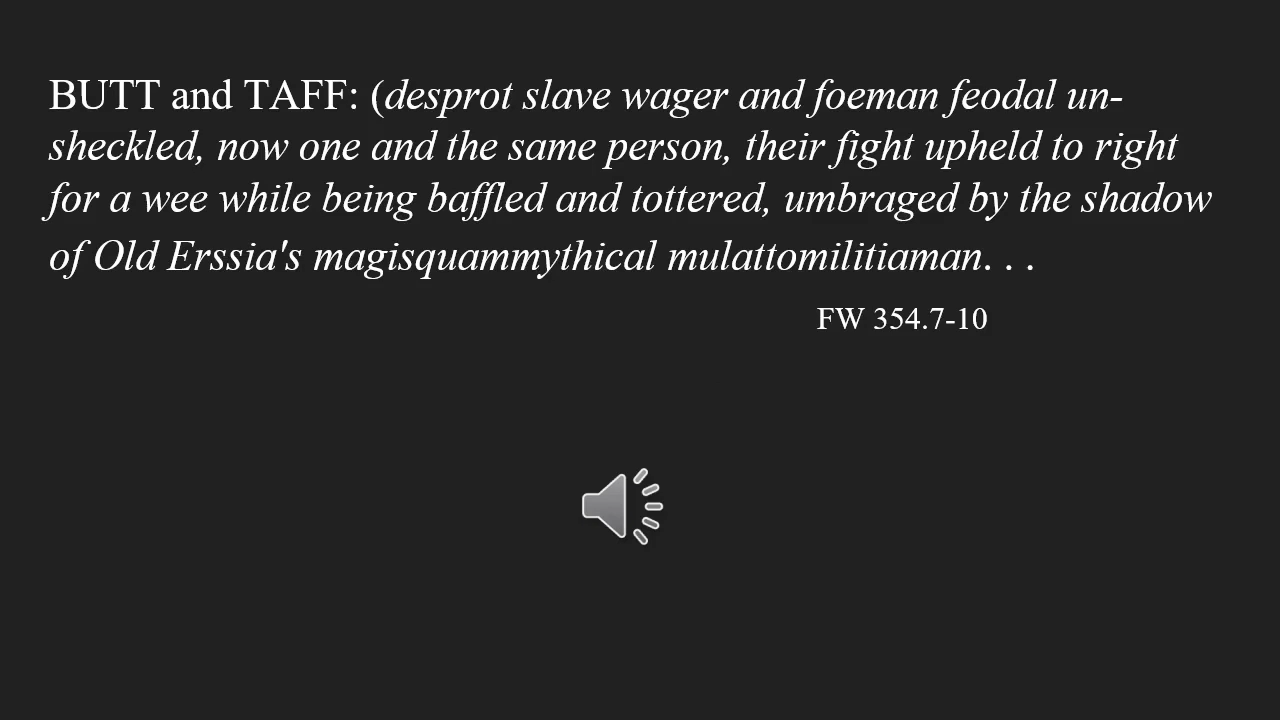 BUTT and TAFF: (desprot slave wager and foeman feodal un-
sheckled, now one and the same person, their fight upheld to right
for a wee while being baffled and tottered, umbraged by the shadow
of Old Erssia's magisquammythical mulattomilitiaman. . .
FW 354.7-10